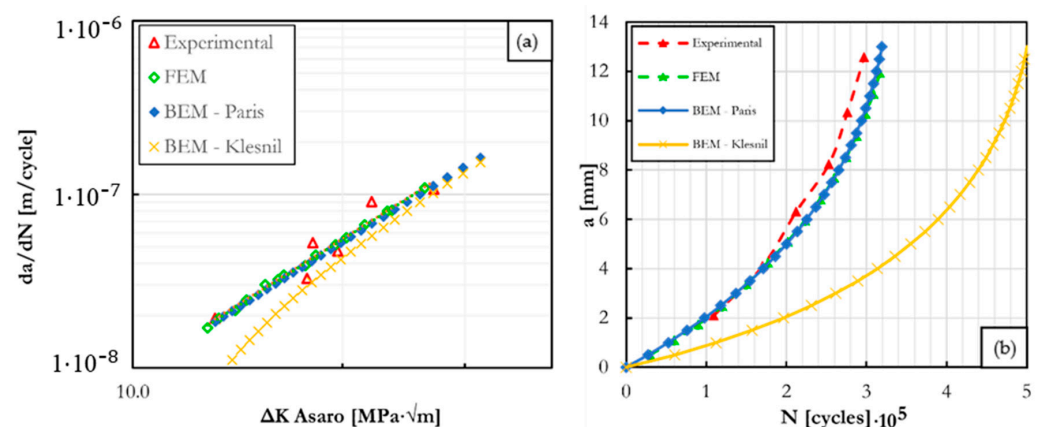 1·10⁻⁶
1·10⁻⁷
1·10⁻⁸
da/dN [m/cycle]
Experimental
FEM
BEM - Paris
BEM - Klesnil
(a)
10.0
ΔK Asaro [MPa·√m]
14
12
10
8
6
4
2
0
a [mm]
Experimental
FEM
BEM - Paris
BEM - Klesnil
(b)
0 1 2 3 4 5
N [cycles]·10⁵